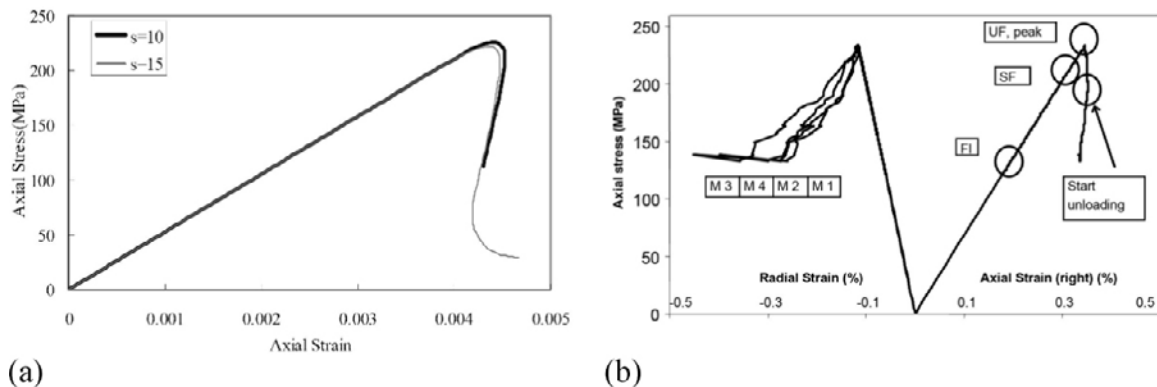 250
200
150
100
50
0
Axial Stress(MPa)
s=10
s=15
0
0.001
0.002
0.003
0.004
0.005
Axial Strain
(a)
250
200
150
100
50
0
Axial stress (MPa)
UF, peak
SF
FI
M 3
M 4
M 2
M 1
Start
unloading
Radial Strain (%)
Axial Strain (right) (%)
-0.5
-0.3
-0.1
0.1
0.3
0.5
(b)